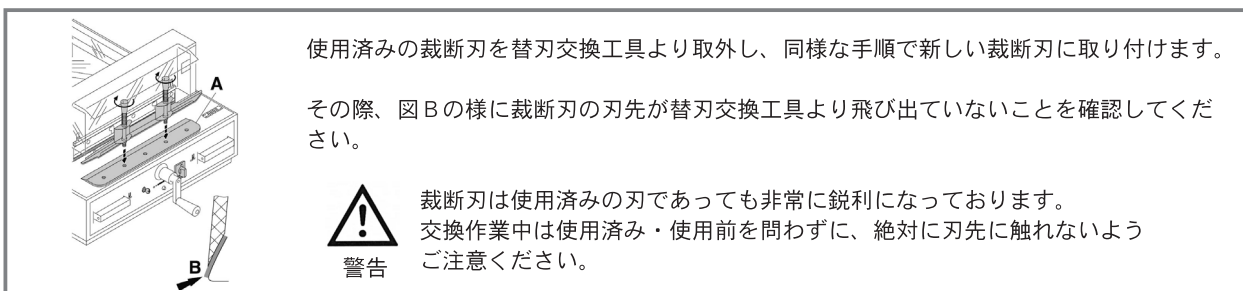 使用済みの裁断刃を替刃交換工具より取外し、同様な手順で新しい裁断刃に取り付けます。
その際、図Bの様に裁断刃の刃先が替刃交換工具より飛び出ていないことを確認してくだ
さい。
A
B
裁断刃は使用済みの刃であっても非常に鋭利になっております。
交換作業中は使用済み・使用前を問わずに、絶対に刃先に触れないよう
ご注意ください。
警告